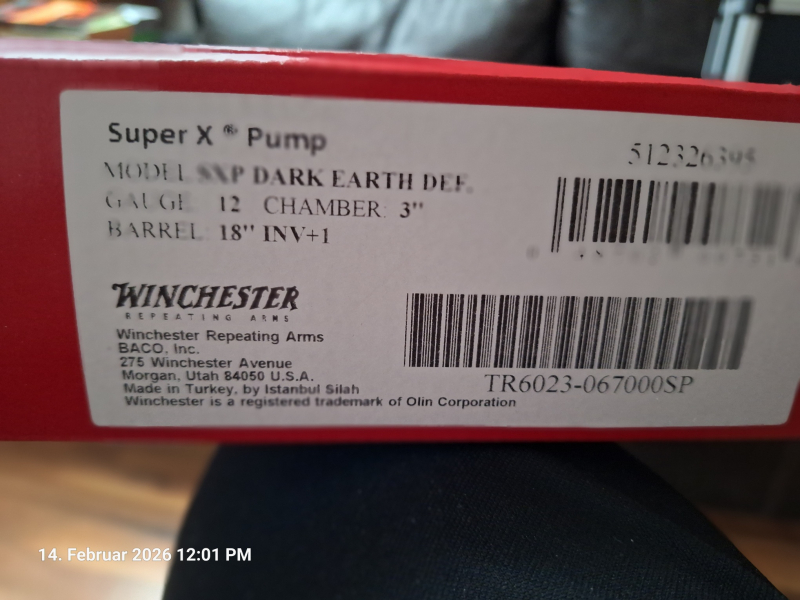 Super X ® Pump
MODEL SXP DARK EARTH DEF.
GAUGE 12 CHAMBER: 3"
BARREL: 18" INV+1
512326395
WINCHESTER
REPEATING ARMS
Winchester Repeating Arms
BACO, Inc.
275 Winchester Avenue
Morgan, Utah 84050 U.S.A.
Made in Turkey, by Istanbul Silah
Winchester is a registered trademark of Olin Corporation
TR6023-067000SP
14. Februar 2026 12:01 PM